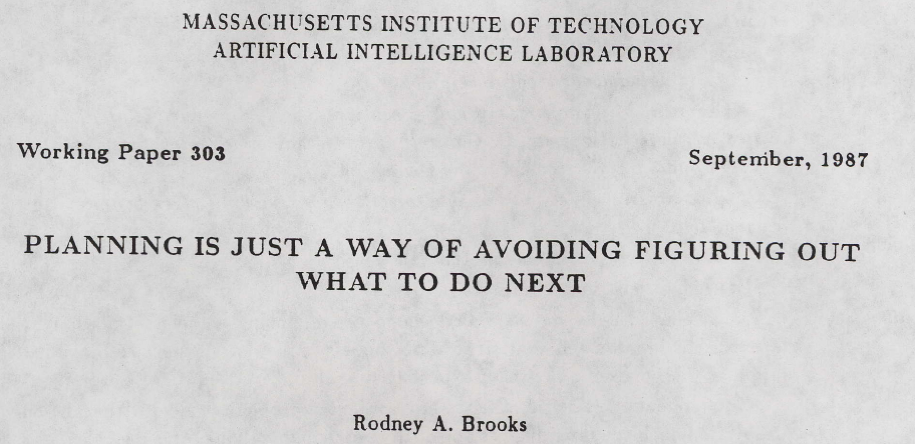 MASSACHUSETTS INSTITUTE OF TECHNOLOGY
ARTIFICIAL INTELLIGENCE LABORATORY
Working Paper 303
September, 1987
PLANNING IS JUST A WAY OF AVOIDING FIGURING OUT
WHAT TO DO NEXT
Rodney A. Brooks